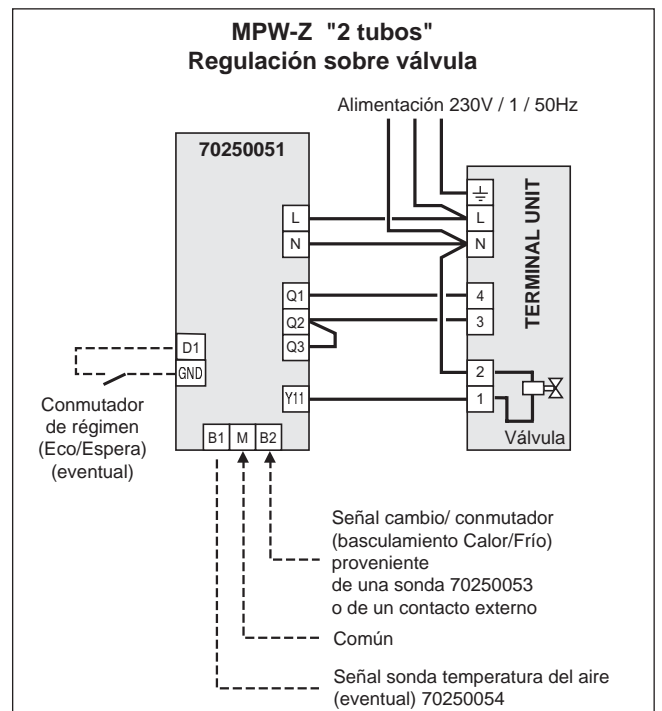 MPW-Z "2 tubos"
Regulación sobre válvula
Alimentación 230V / 1 / 50Hz
70250051
TERMINAL UNIT
L
N
L
N
Q1
Q2
Q3
4
3
D1
GND
Y11
2
1
Válvula
B1 M B2
Conmutador
de régimen
(Eco/Espera)
(eventual)
Señal cambio/ conmutador
(basculamiento Calor/Frío)
proveniente
de una sonda 70250053
o de un contacto externo
Común
Señal sonda temperatura del aire
(eventual) 70250054